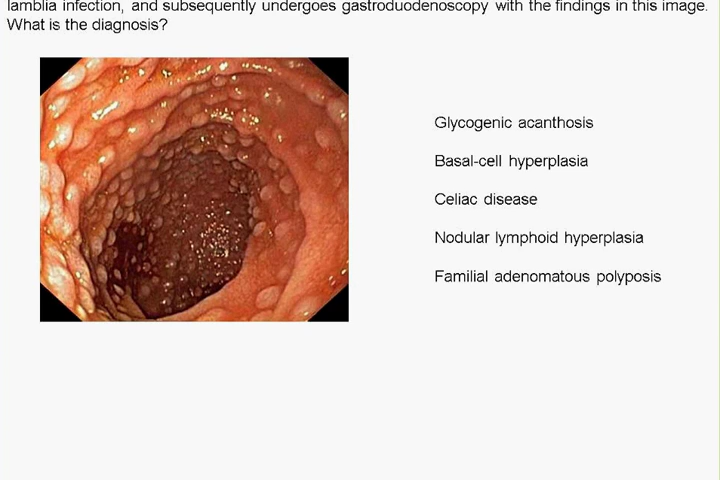 lamblia infection, and subsequently undergoes gastroduodenoscopy with the findings in this image.
What is the diagnosis?
Glycogenic acanthosis
Basal-cell hyperplasia
Celiac disease
Nodular lymphoid hyperplasia
Familial adenomatous polyposis